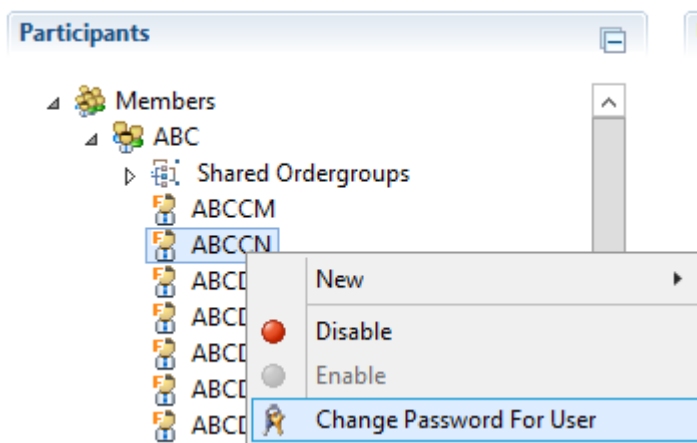 Participants
Members
ABC
Shared Ordergroups
ABCCM
ABCCN
New
Disable
Enable
Change Password For User